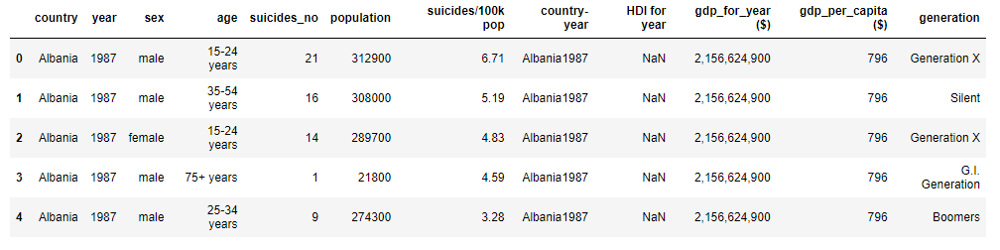 country year sex age suicides_no population suicides/100k pop country-year HDI for year gdp_for_year ($) gdp_per_capita ($) generation
0 Albania 1987 male 15-24 years 21 312900 6.71 Albania1987 NaN 2,156,624,900 796 Generation X
1 Albania 1987 male 35-54 years 16 308000 5.19 Albania1987 NaN 2,156,624,900 796 Silent
2 Albania 1987 female 15-24 years 14 289700 4.83 Albania1987 NaN 2,156,624,900 796 Generation X
3 Albania 1987 male 75+ years 1 21800 4.59 Albania1987 NaN 2,156,624,900 796 G.I. Generation
4 Albania 1987 male 25-34 years 9 274300 3.28 Albania1987 NaN 2,156,624,900 796 Boomers